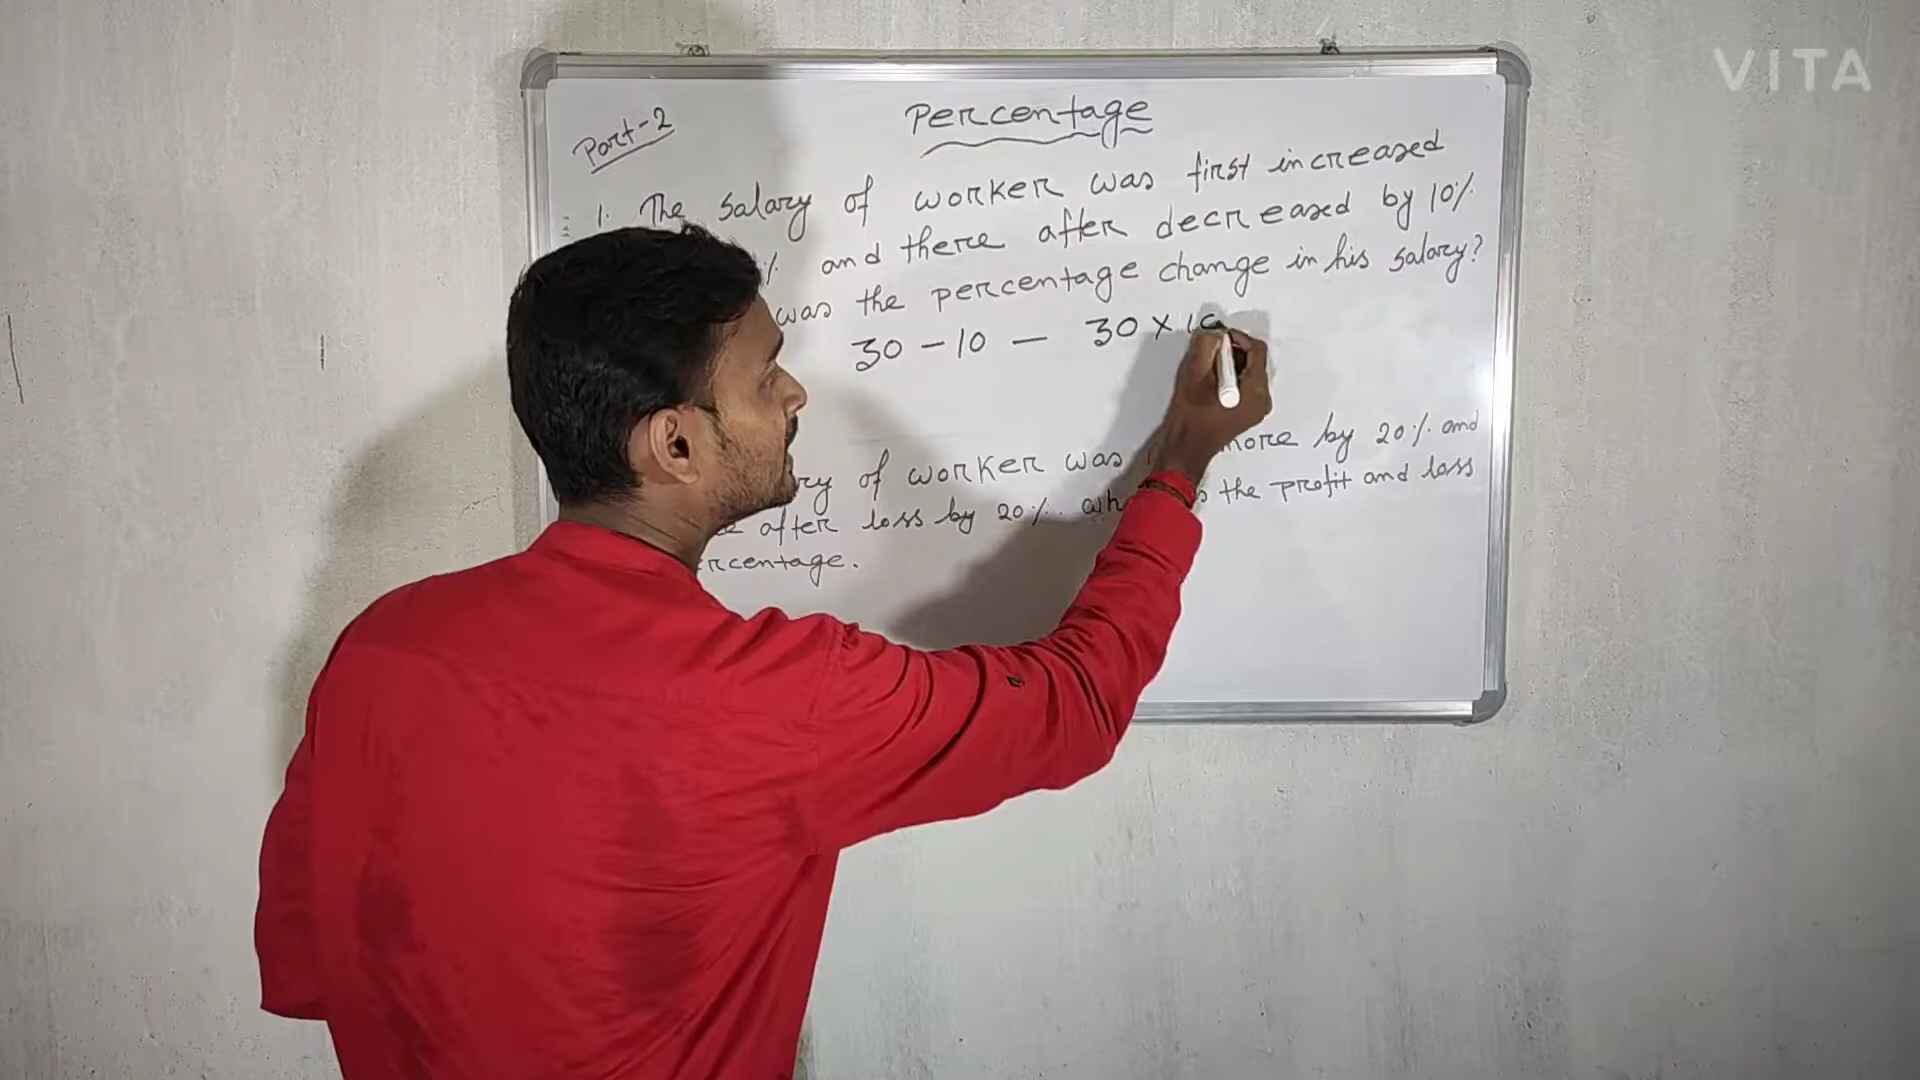 VITA
Part-2
Percentage
1. The salary of worker was first increased
% and there after decreased by 10%
was the percentage change in his salary?
30 - 10 - 30 × 10
of worker was more by 20% and
after loss by 20%. the profit and loss